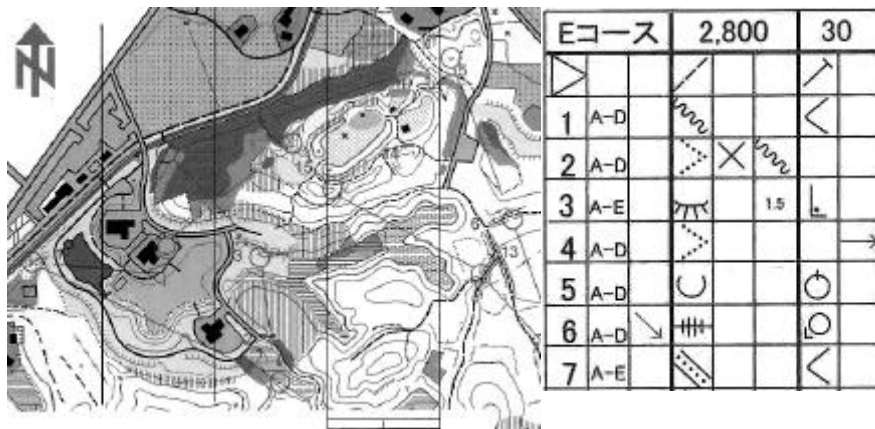 N
13
Eコース 2,800 30
1 A-D
2 A-D
3 A-E 1.5
4 A-D
5 A-D
6 A-D
7 A-E